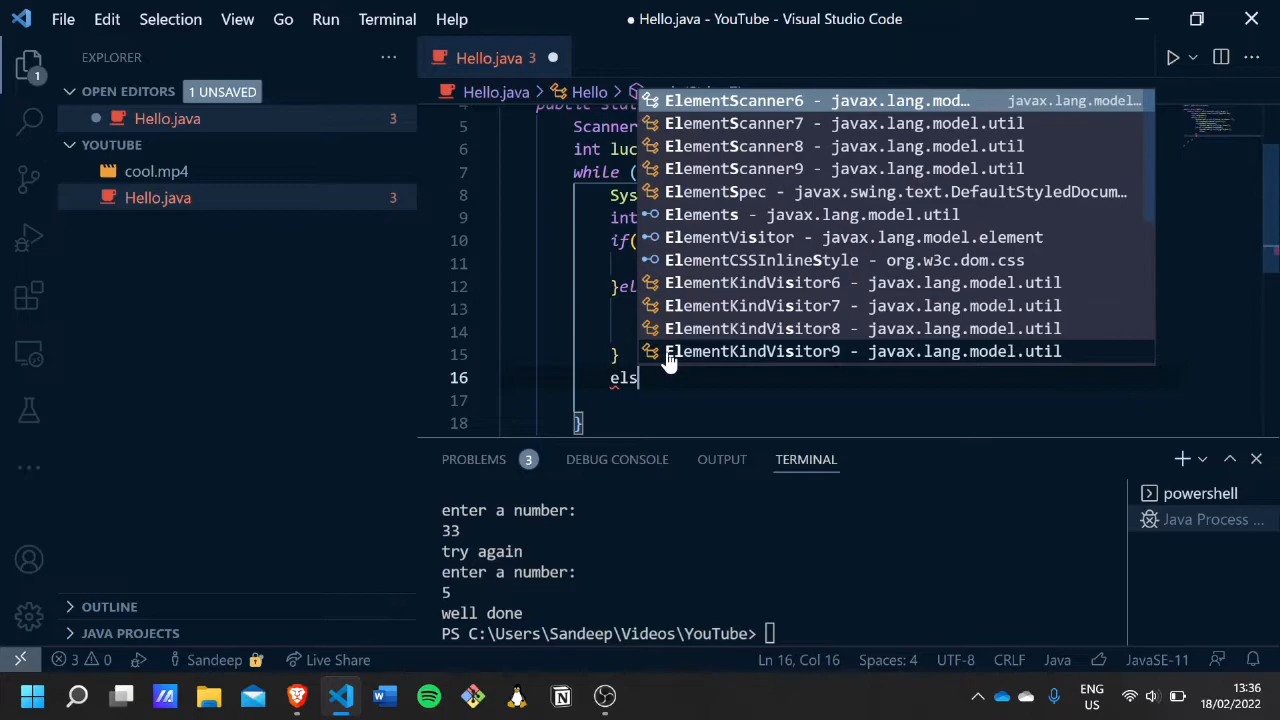 File Edit Selection View Go Run Terminal Help ● Hello.java - YouTube - Visual Studio Code
EXPLORER
OPEN EDITORS 1 UNSAVED
Hello.java 3
YOUTUBE
cool.mp4
Hello.java 3
OUTLINE
JAVA PROJECTS
1
Hello.java 3
Hello.java > Hello >
5 Scanner
6 int luc
7 while (
8 Sys
9 int
10 if(
11
12 }el
13
14
15 }
16 els
17
18 }
ElementScanner6 - javax.lang.mod… javax.lang.model…
ElementScanner7 - javax.lang.model.util
ElementScanner8 - javax.lang.model.util
ElementScanner9 - javax.lang.model.util
ElementSpec - javax.swing.text.DefaultStyledDocum…
Elements - javax.lang.model.util
ElementVisitor - javax.lang.model.element
ElementCSSInlineStyle - org.w3c.dom.css
ElementKindVisitor6 - javax.lang.model.util
ElementKindVisitor7 - javax.lang.model.util
ElementKindVisitor8 - javax.lang.model.util
ElementKindVisitor9 - javax.lang.model.util
PROBLEMS 3 DEBUG CONSOLE OUTPUT TERMINAL
enter a number:
33
try again
enter a number:
5
well done
PS C:\Users\Sandeep\Videos\YouTube>
powershell
Java Process ...
3 0 Sandeep Live Share Ln 16, Col 16 Spaces: 4 UTF-8 CRLF Java JavaSE-11
ENG
US
13:36
18/02/2022